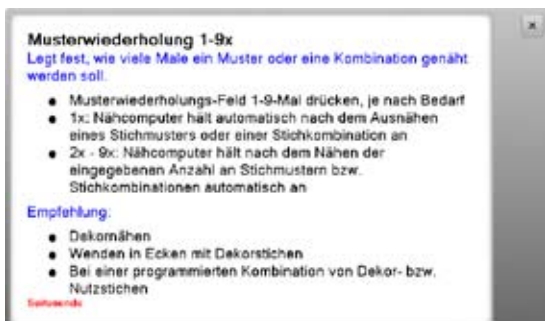 Musterwiederholung 1-9x
Legt fest, wie viele Male ein Muster oder eine Kombination genäht
werden soll.
● Musterwiederholungs-Feld 1-9-Mal drücken, je nach Bedarf
● 1x: Nähcomputer hält automatisch nach dem Ausnähen
eines Stichmusters oder einer Stichkombination an
● 2x - 9x: Nähcomputer hält nach dem Nähen der
eingegebenen Anzahl an Stichmustern bzw.
Stichkombinationen automatisch an
Empfehlung:
● Dekornähen
● Wenden in Ecken mit Dekorstichen
● Bei einer programmierten Kombination von Dekor- bzw.
Nutzstichen
Seitenende